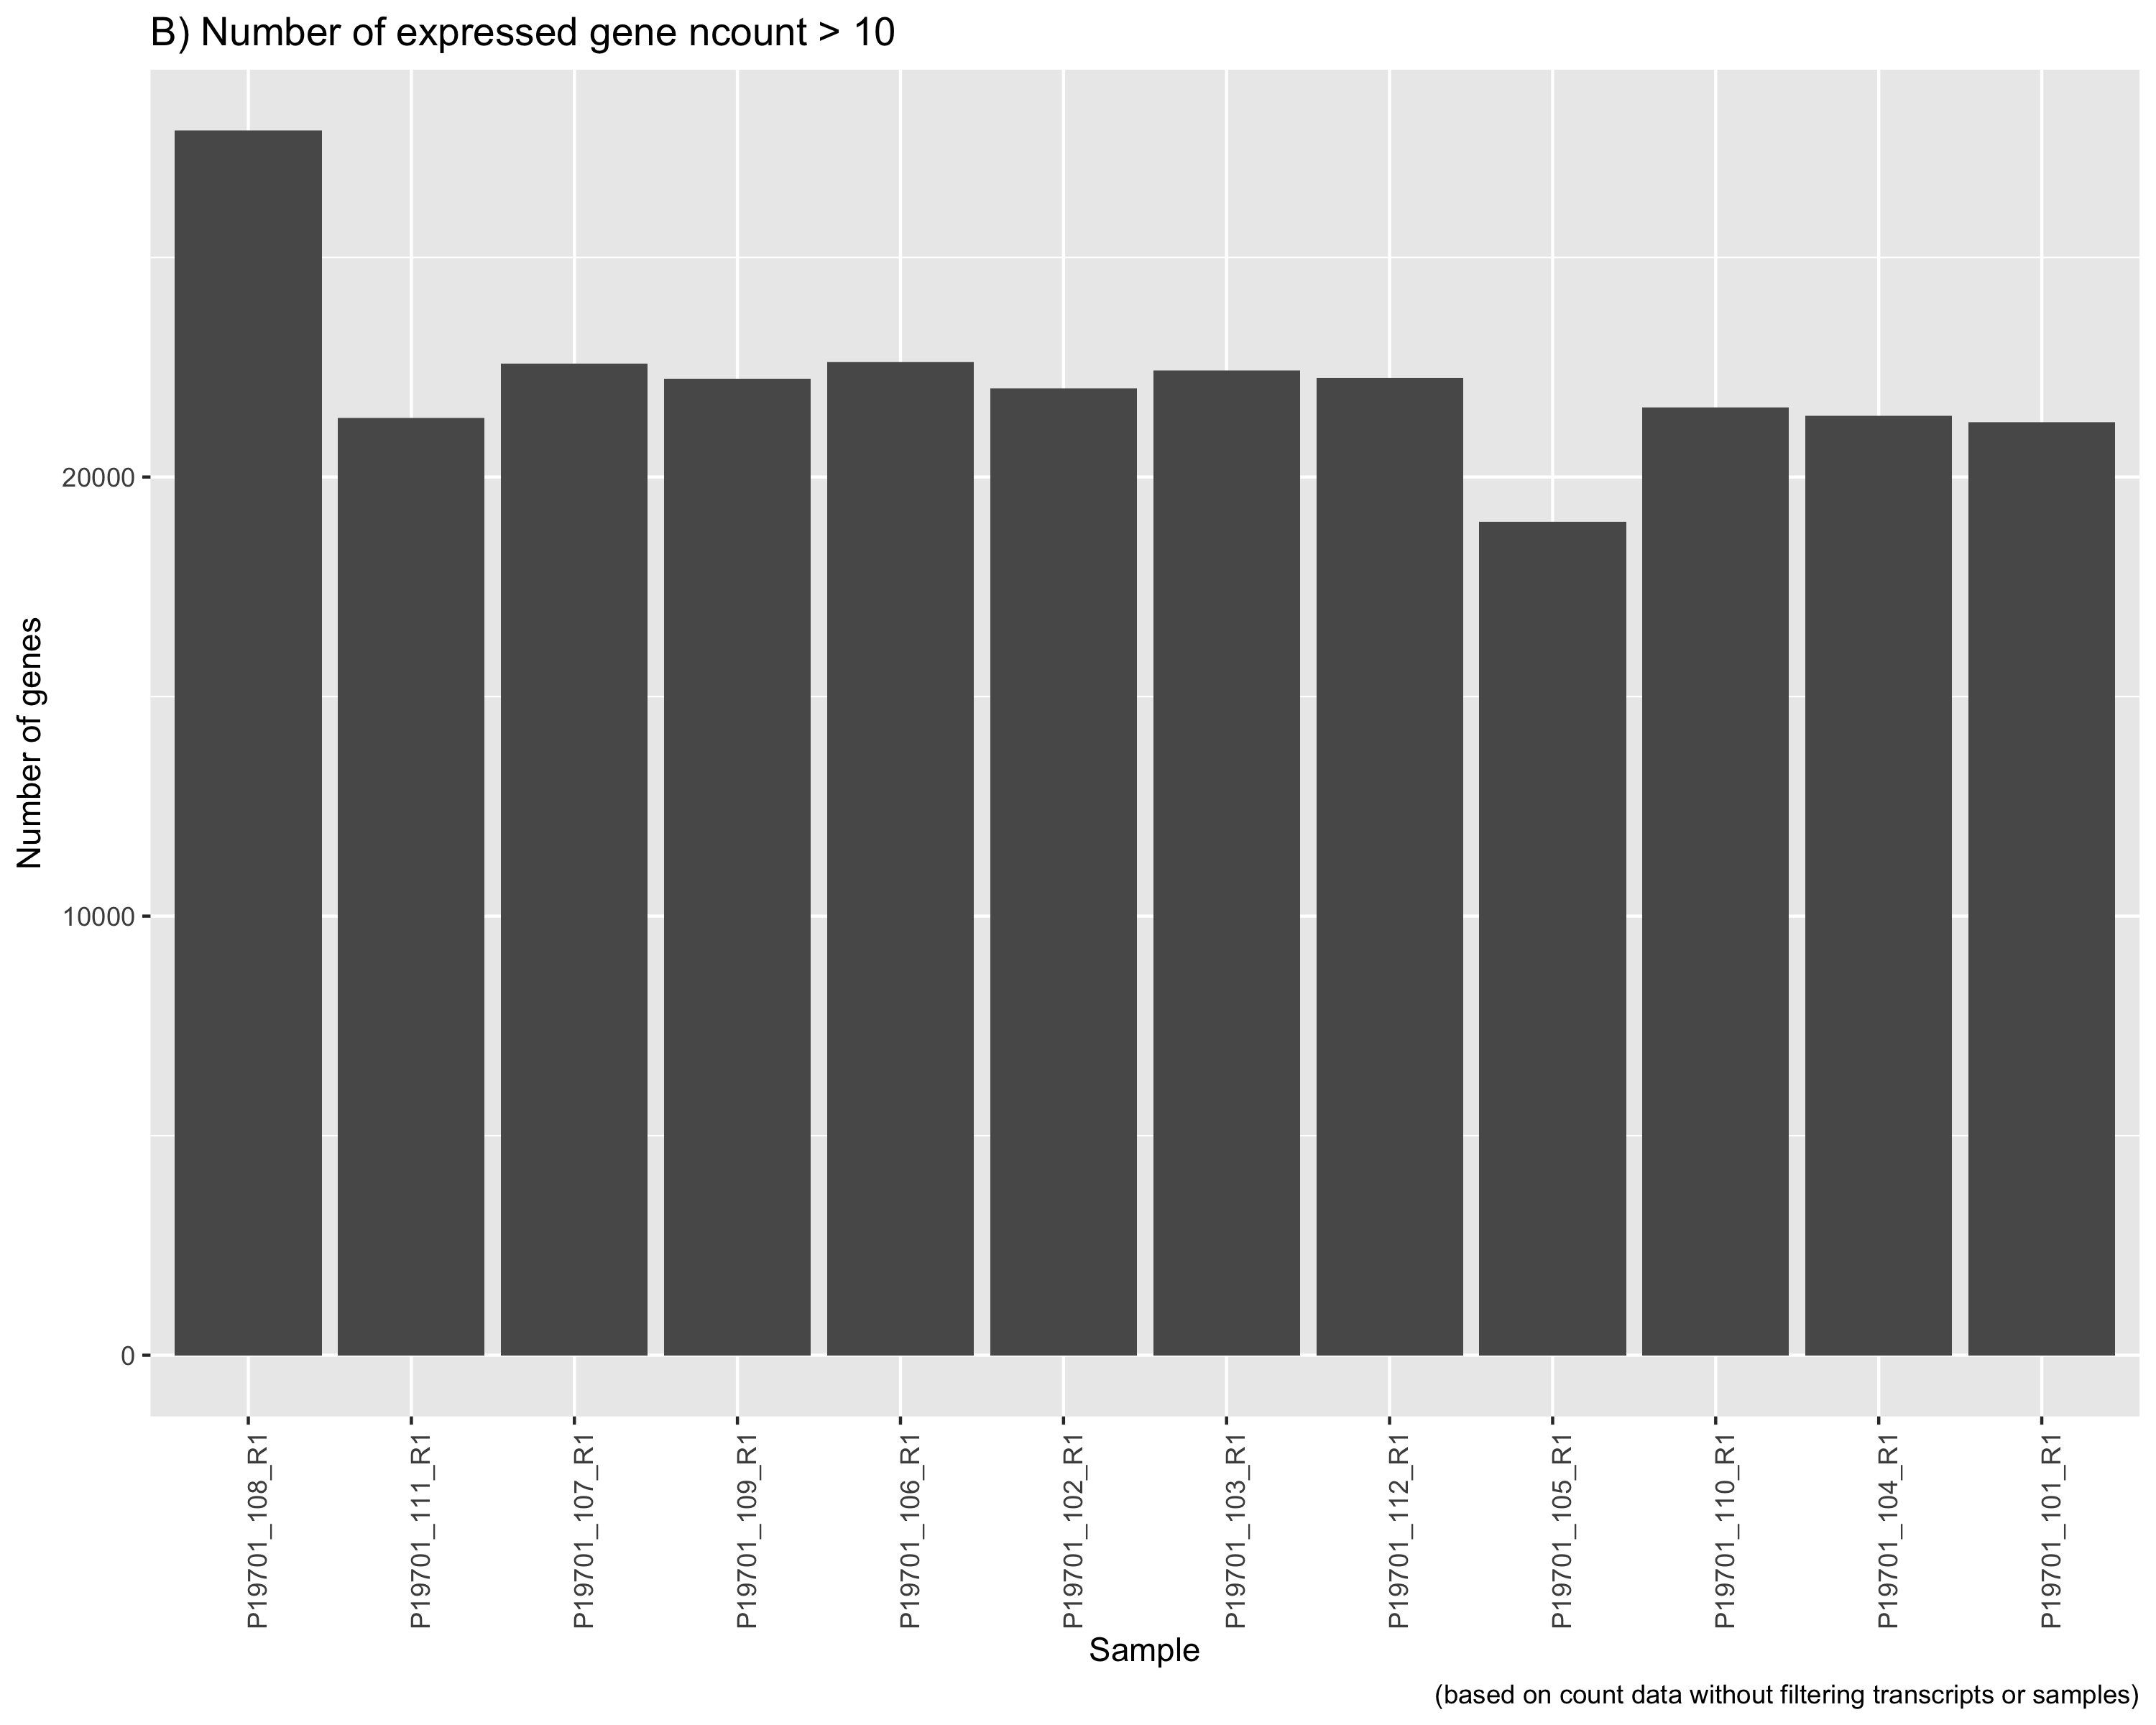 B) Number of expressed gene ncount > 10
Number of genes
20000
10000
0
P19701_108_R1
P19701_111_R1
P19701_107_R1
P19701_109_R1
P19701_106_R1
P19701_102_R1
P19701_103_R1
P19701_112_R1
P19701_105_R1
P19701_110_R1
P19701_104_R1
P19701_101_R1
Sample
(based on count data without filtering transcripts or samples)